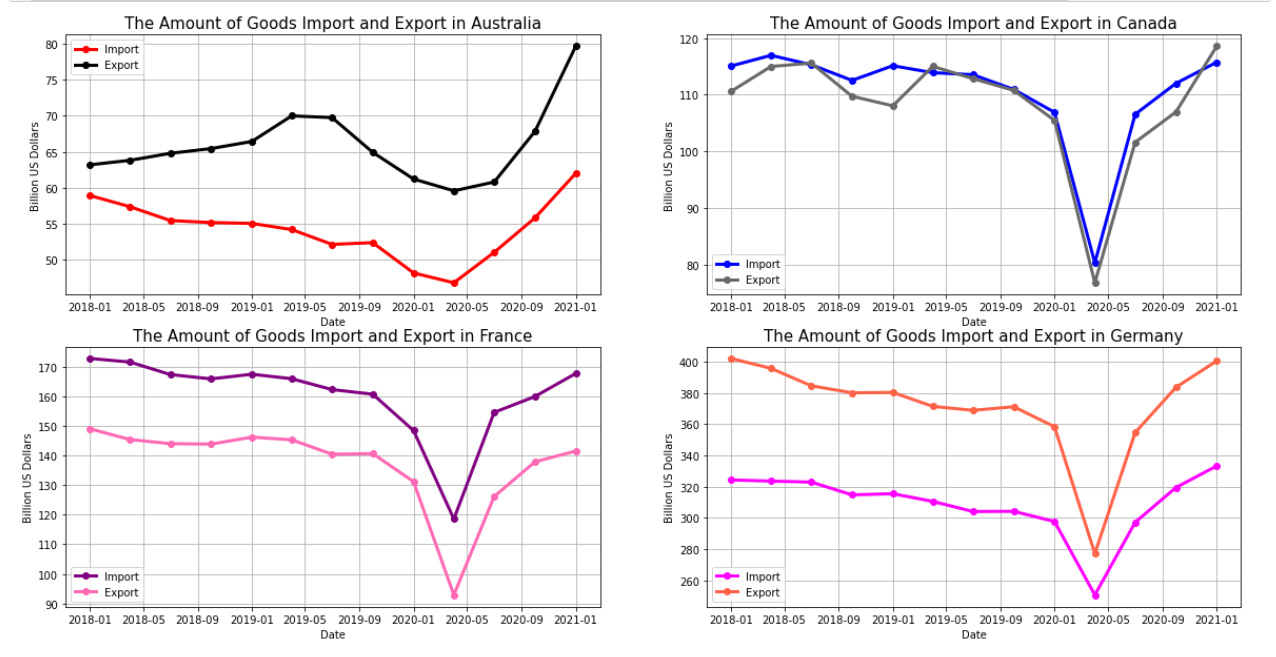 The Amount of Goods Import and Export in Australia
Import
Export
80
75
70
65
60
55
50
Billion US Dollars
2018-01 2018-05 2018-09 2019-01 2019-05 2019-09 2020-01 2020-05 2020-09 2021-01
Date
The Amount of Goods Import and Export in Canada
120
110
100
90
80
Billion US Dollars
Import
Export
2018-01 2018-05 2018-09 2019-01 2019-05 2019-09 2020-01 2020-05 2020-09 2021-01
Date
The Amount of Goods Import and Export in France
170
160
150
140
130
120
110
100
90
Billion US Dollars
Import
Export
2018-01 2018-05 2018-09 2019-01 2019-05 2019-09 2020-01 2020-05 2020-09 2021-01
Date
The Amount of Goods Import and Export in Germany
400
380
360
340
320
300
280
260
Billion US Dollars
Import
Export
2018-01 2018-05 2018-09 2019-01 2019-05 2019-09 2020-01 2020-05 2020-09 2021-01
Date